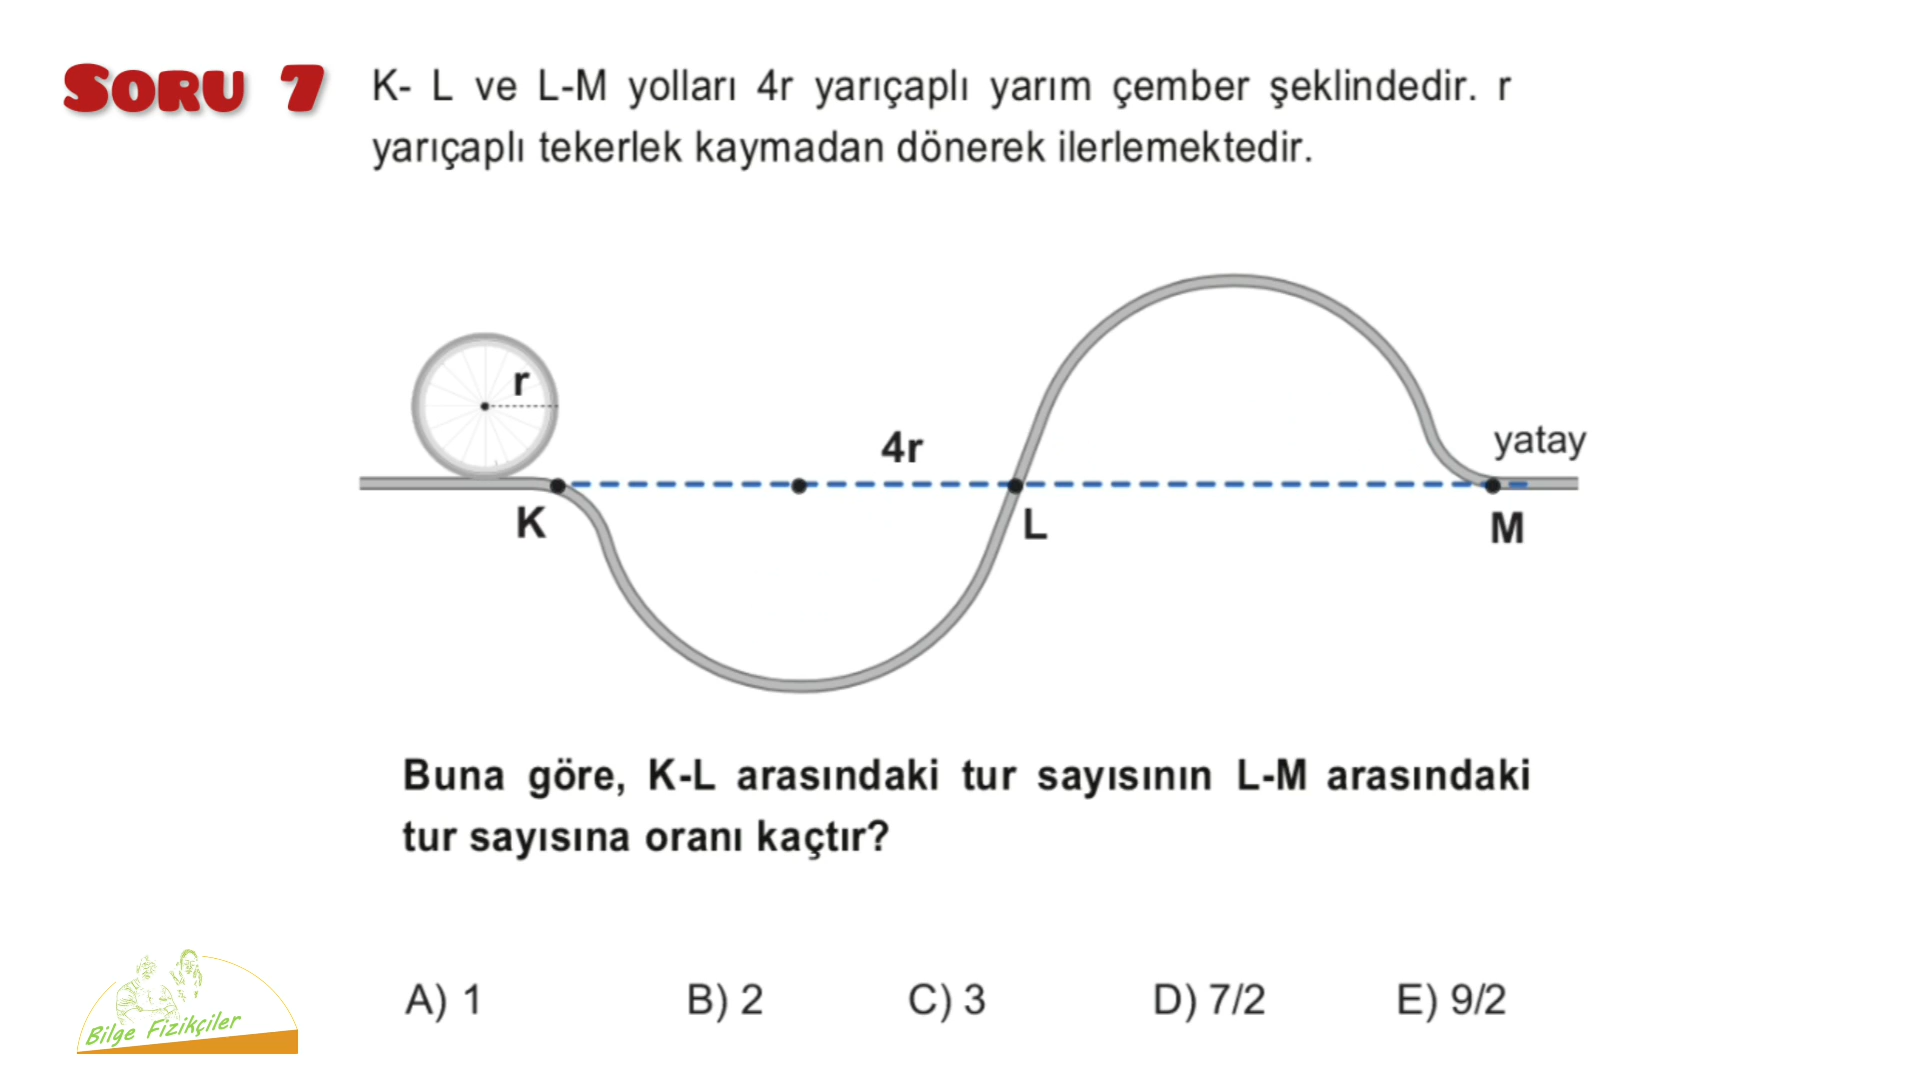 SORU 7
K- L ve L-M yolları 4r yarıçaplı yarım çember şeklindedir. r
yarıçaplı tekerlek kaymadan dönerek ilerlemektedir.
r
4r
yatay
K
L
M
Buna göre, K-L arasındaki tur sayısının L-M arasındaki
tur sayısına oranı kaçtır?
A) 1 B) 2 C) 3 D) 7/2 E) 9/2
Bilge Fizikçiler